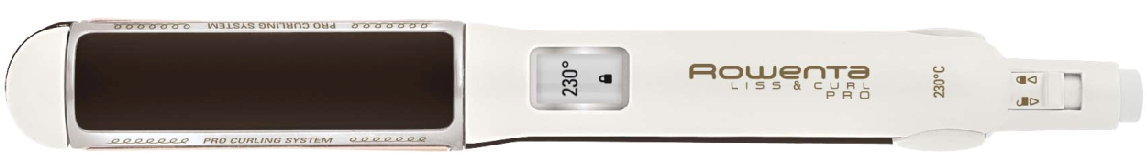 PRO CURLING SYSTEM
PRO CURLING SYSTEM
230°
Rowenta
LISS & CURL
PRO
230°C